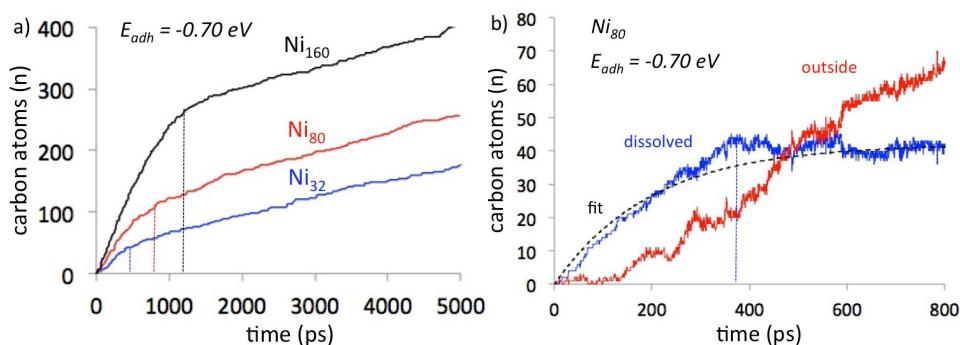 a)
E_adh = -0.70 eV
Ni₁₆₀
Ni₈₀
Ni₃₂
carbon atoms (n)
400
300
200
100
0
0 1000 2000 3000 4000 5000
time (ps)
b)
Ni₈₀
E_adh = -0.70 eV
outside
dissolved
fit
carbon atoms (n)
80
70
60
50
40
30
20
10
0
0 200 400 600 800
time (ps)